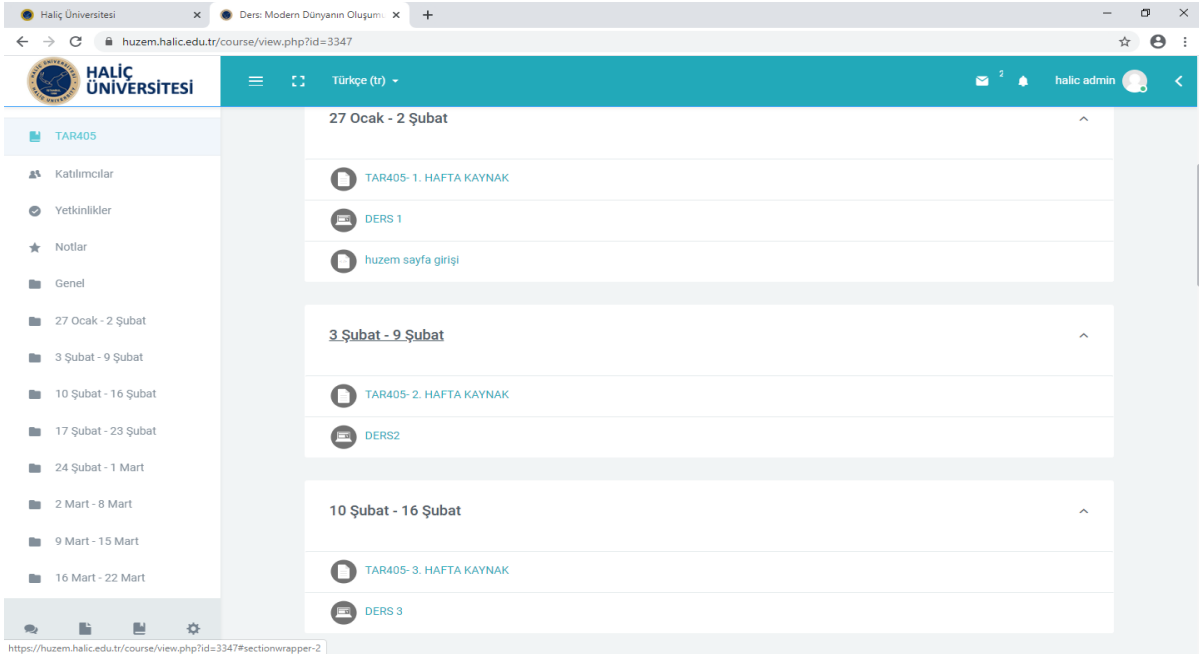 Haliç Üniversitesi
Ders: Modern Dünyanın Oluşumu
huzem.halic.edu.tr/course/view.php?id=3347
HALİÇ
ÜNİVERSİTESİ
Türkçe (tr)
2
halic admin
TAR405
Katılımcılar
Yetkinlikler
Notlar
Genel
27 Ocak - 2 Şubat
3 Şubat - 9 Şubat
10 Şubat - 16 Şubat
17 Şubat - 23 Şubat
24 Şubat - 1 Mart
2 Mart - 8 Mart
9 Mart - 15 Mart
16 Mart - 22 Mart
27 Ocak - 2 Şubat
TAR405- 1. HAFTA KAYNAK
DERS 1
huzem sayfa girişi
3 Şubat - 9 Şubat
TAR405- 2. HAFTA KAYNAK
DERS2
10 Şubat - 16 Şubat
TAR405- 3. HAFTA KAYNAK
DERS 3
https://huzem.halic.edu.tr/course/view.php?id=3347#sectionwrapper-2